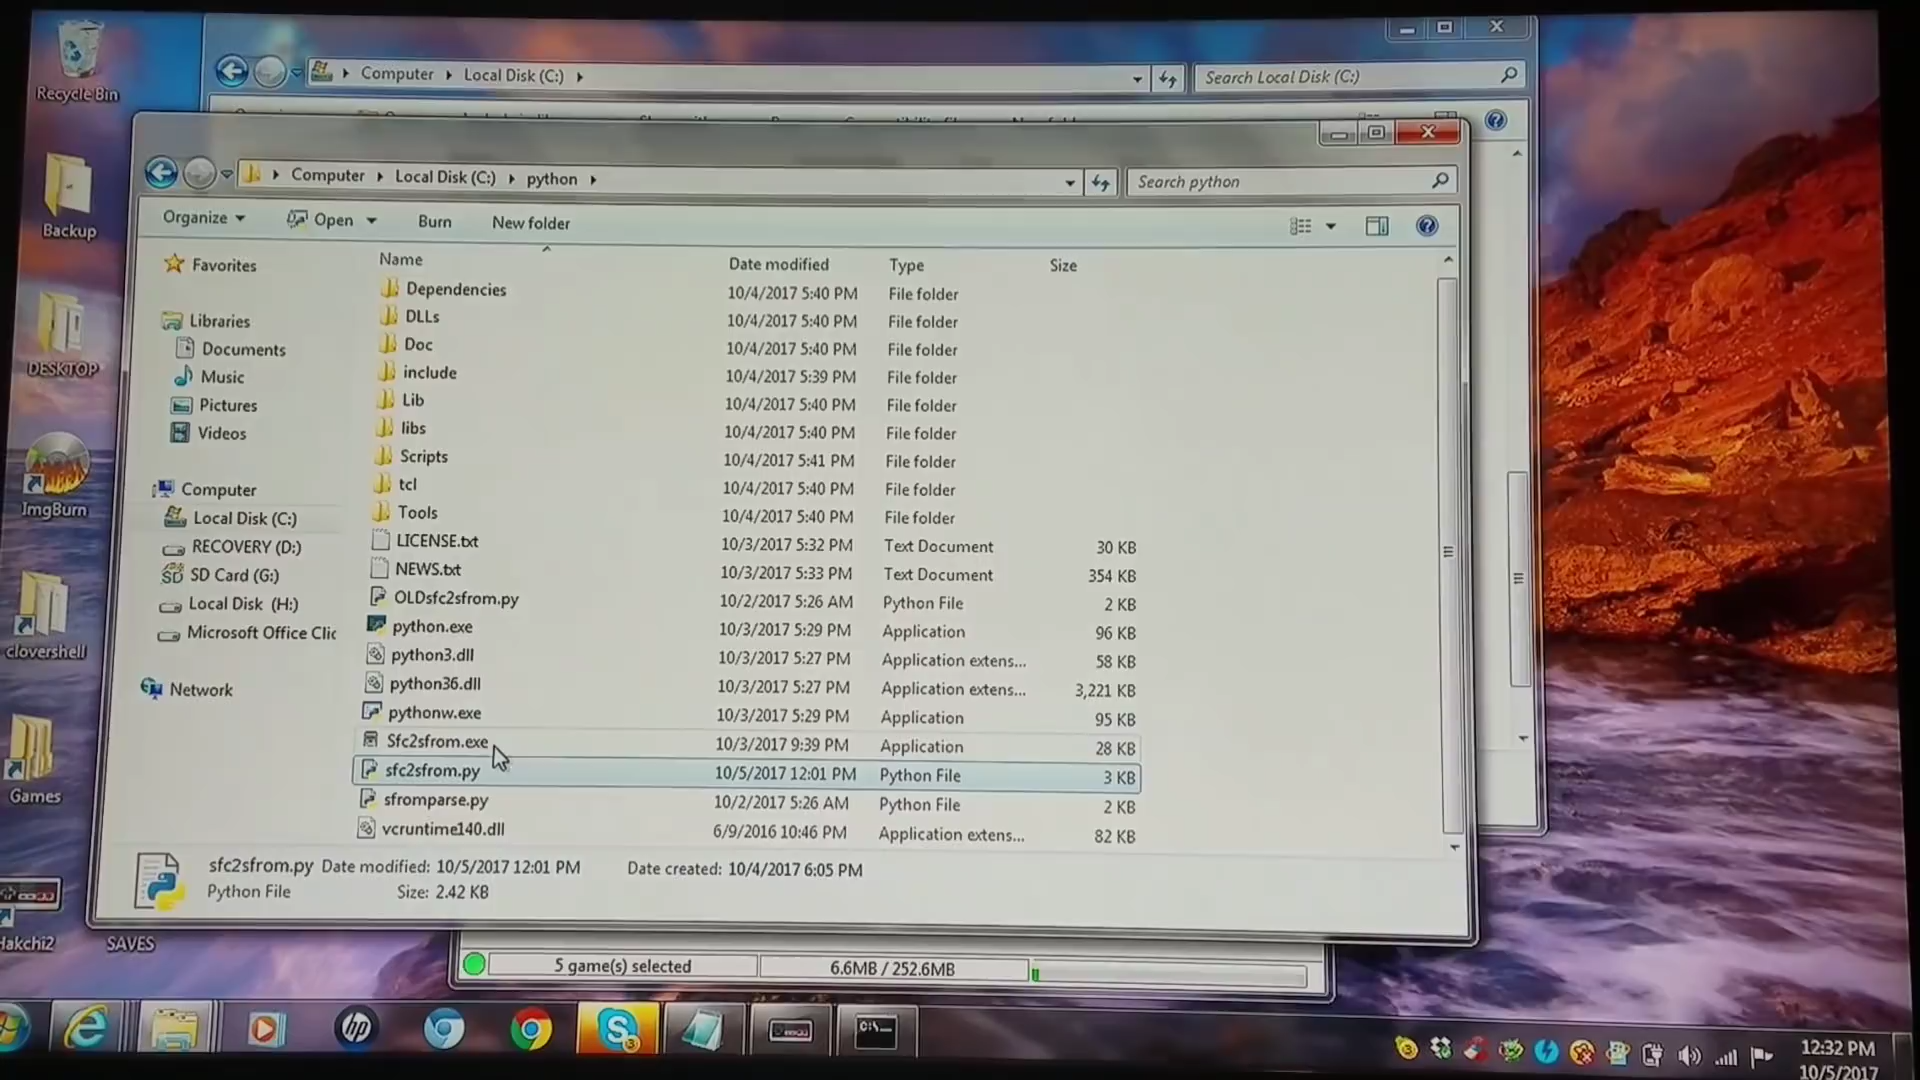 Recycle Bin
Backup
DESKTOP
ImgBurn
clovershell
Games
Hakchi2
SAVES
Computer Local Disk (C:)
Search Local Disk (C:)
Computer Local Disk (C:) python
Search python
Organize Open Burn New folder
Favorites
Libraries
Documents
Music
Pictures
Videos
Computer
Local Disk (C:)
RECOVERY (D:)
SD Card (G:)
Local Disk (H:)
Microsoft Office Clic
Network
Name Date modified Type Size
Dependencies 10/4/2017 5:40 PM File folder
DLLs 10/4/2017 5:40 PM File folder
Doc 10/4/2017 5:40 PM File folder
include 10/4/2017 5:39 PM File folder
Lib 10/4/2017 5:40 PM File folder
libs 10/4/2017 5:40 PM File folder
Scripts 10/4/2017 5:41 PM File folder
tcl 10/4/2017 5:40 PM File folder
Tools 10/4/2017 5:40 PM File folder
LICENSE.txt 10/3/2017 5:32 PM Text Document 30 KB
NEWS.txt 10/3/2017 5:33 PM Text Document 354 KB
OLDsfc2sfrom.py 10/2/2017 5:26 AM Python File 2 KB
python.exe 10/3/2017 5:29 PM Application 96 KB
python3.dll 10/3/2017 5:27 PM Application extens... 58 KB
python36.dll 10/3/2017 5:27 PM Application extens... 3,221 KB
pythonw.exe 10/3/2017 5:29 PM Application 95 KB
Sfc2sfrom.exe 10/3/2017 9:39 PM Application 28 KB
sfc2sfrom.py 10/5/2017 12:01 PM Python File 3 KB
sfromparse.py 10/2/2017 5:26 AM Python File 2 KB
vcruntime140.dll 6/9/2016 10:46 PM Application extens... 82 KB
sfc2sfrom.py Date modified: 10/5/2017 12:01 PM Date created: 10/4/2017 6:05 PM
Python File Size: 2.42 KB
5 game(s) selected 6.6MB / 252.6MB
hp
C:\
12:32 PM
10/5/2017